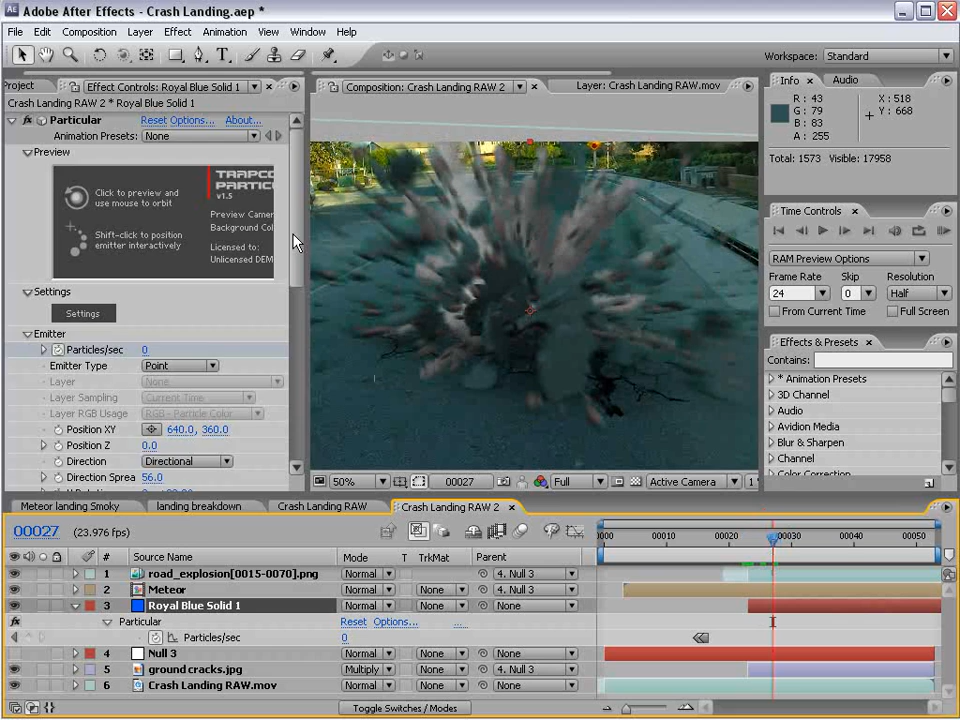 Adobe After Effects - Crash Landing.aep *
File Edit Composition Layer Effect Animation View Window Help
Workspace: Standard
Project Effect Controls: Royal Blue Solid 1
Composition: Crash Landing RAW 2
Layer: Crash Landing RAW.mov
Info Audio
Crash Landing RAW 2 * Royal Blue Solid 1
Particular Reset Options... About...
Animation Presets: None
Preview
Click to preview and
use mouse to orbit
Shift-click to position
emitter interactively
v1.5
Preview Camer
Background Col
Licensed to:
Unlicensed DEM
Settings
Settings
Emitter
Particles/sec 0
Emitter Type Point
Layer None
Layer Sampling Current Time
Layer RGB Usage RGB - Particle Color
Position XY 640.0, 360.0
Position Z 0.0
Direction Directional
Direction Sprea 56.0
R : 43
G : 79
B : 83
A : 255
X : 518
Y : 668
Total: 1573 Visible: 17958
Time Controls
RAM Preview Options
Frame Rate Skip Resolution
24 0 Half
From Current Time Full Screen
Effects & Presets
Contains:
* Animation Presets
3D Channel
Audio
Avidion Media
Blur & Sharpen
Channel
Color Correction
50% 00027 Full Active Camera 1
Meteor landing Smoky landing breakdown Crash Landing RAW Crash Landing RAW 2
00027 (23.976 fps)
0000 00010 00020 00030 00040 00050
# Source Name Mode T TrkMat Parent
1 road_explosion[0015-0070].png Normal 4. Null 3
2 Meteor Normal None 4. Null 3
3 Royal Blue Solid 1 Normal None None
Particular Reset Options... ...
Particles/sec 0
4 Null 3 Normal None None
5 ground cracks.jpg Multiply None 4. Null 3
6 Crash Landing RAW.mov Normal None None
Toggle Switches / Modes